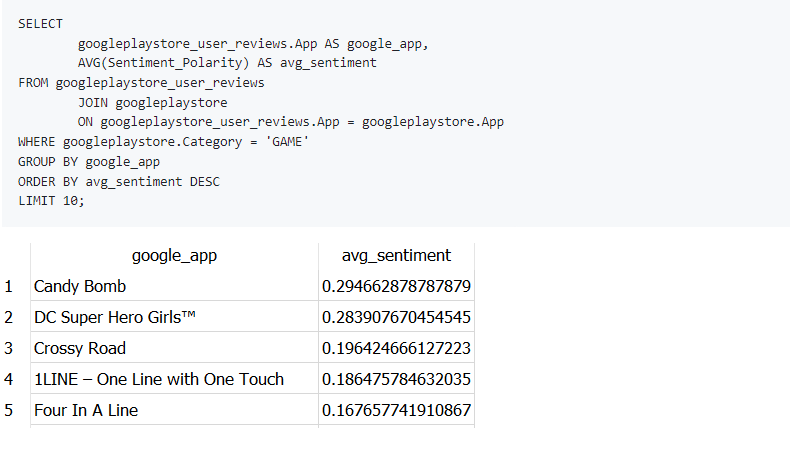 SELECT
googleplaystore_user_reviews.App AS google_app,
AVG(Sentiment_Polarity) AS avg_sentiment
FROM googleplaystore_user_reviews
JOIN googleplaystore
ON googleplaystore_user_reviews.App = googleplaystore.App
WHERE googleplaystore.Category = 'GAME'
GROUP BY google_app
ORDER BY avg_sentiment DESC
LIMIT 10;
google_app avg_sentiment
1 Candy Bomb 0.294662878787879
2 DC Super Hero Girls™ 0.283907670454545
3 Crossy Road 0.196424666127223
4 1LINE – One Line with One Touch 0.186475784632035
5 Four In A Line 0.167657741910867